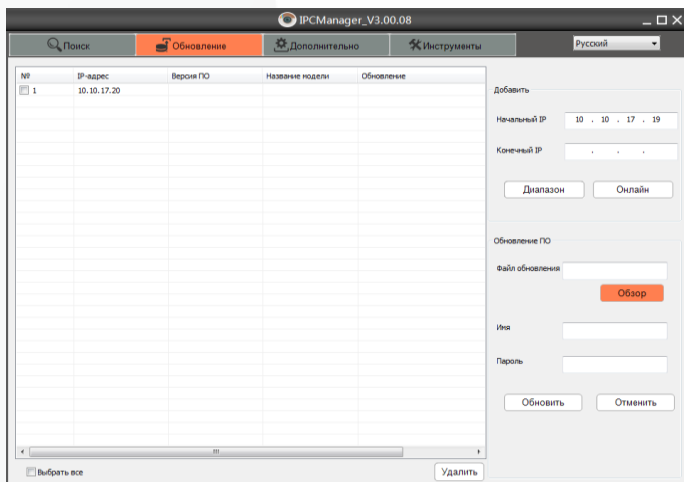 IPCManager_V3.00.08
Поиск Обновление Дополнительно Инструменты Русский
№ IP-адрес Версия ПО Название модели Обновление
1 10.10.17.20
Добавить
Начальный IP 10 . 10 . 17 . 19
Конечный IP . . .
Диапазон Онлайн
Обновление ПО
Файл обновления
Обзор
Имя
Пароль
Обновить Отменить
Выбрать все Удалить